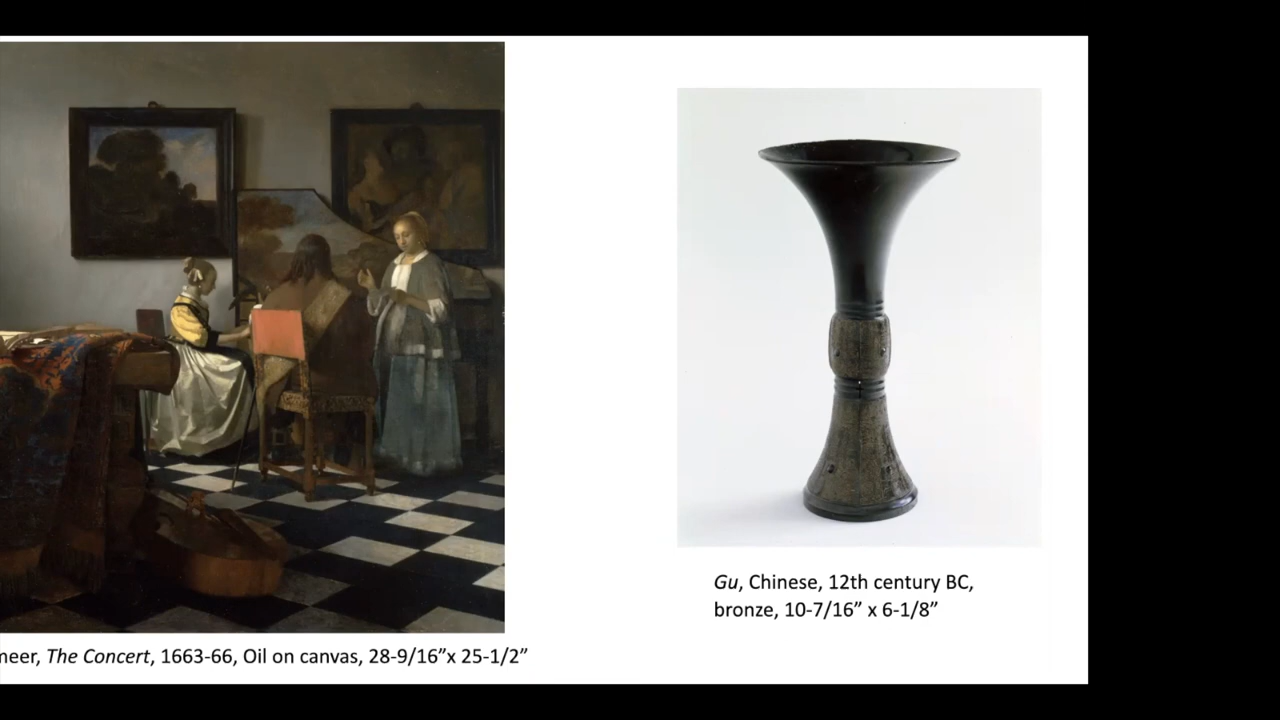 meer, The Concert, 1663-66, Oil on canvas, 28-9/16”x 25-1/2”
Gu, Chinese, 12th century BC,
bronze, 10-7/16” x 6-1/8”